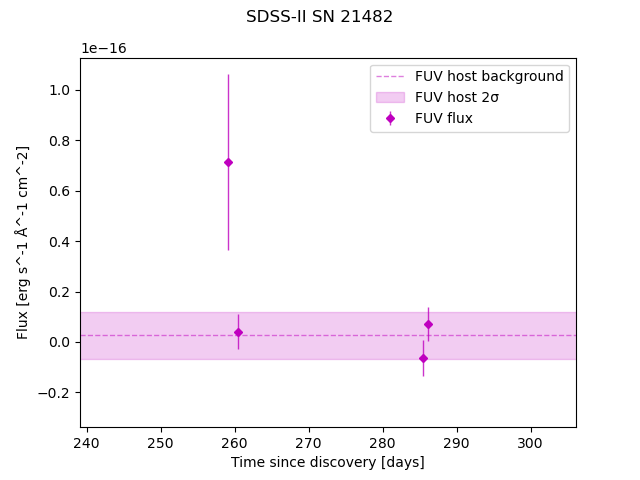 SDSS-II SN 21482
1e−16
FUV host background
FUV host 2σ
FUV flux
1.0
0.8
0.6
0.4
0.2
0.0
−0.2
Flux [erg s^-1 Å^-1 cm^-2]
240 250 260 270 280 290 300
Time since discovery [days]